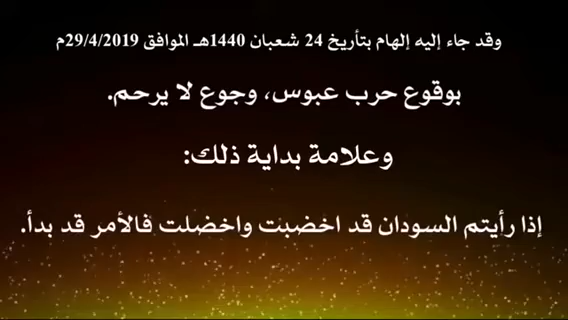 وقد جاء إليه إلهام بتأريخ 24 شعبان 1440هـ الموافق 29/4/2019م
بوقوع حرب عبوس، وجوع لا يرحم.
وعلامة بداية ذلك:
إذا رأيتم السودان قد اخضبت واخضلت فالأمر قد بدأ.